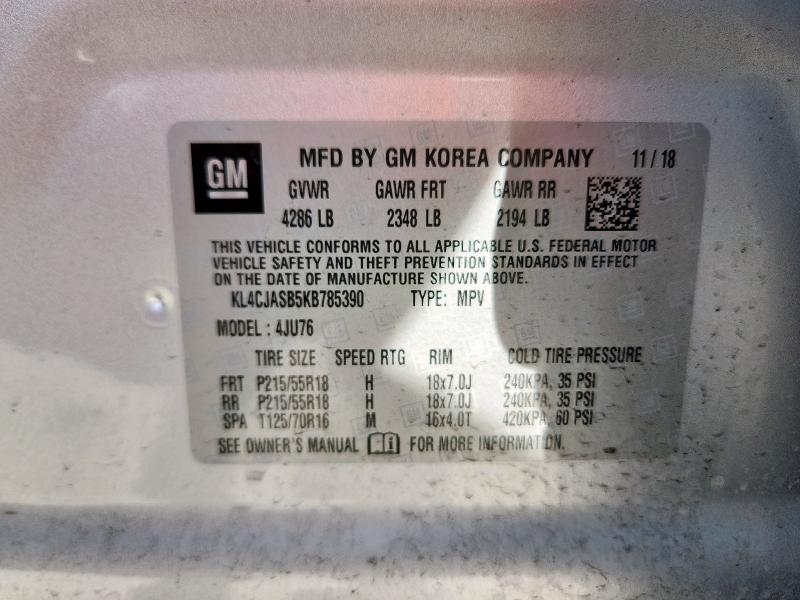 GM MFD BY GM KOREA COMPANY 11 / 18
GVWR GAWR FRT GAWR RR
4286 LB 2348 LB 2194 LB
THIS VEHICLE CONFORMS TO ALL APPLICABLE U.S. FEDERAL MOTOR
VEHICLE SAFETY AND THEFT PREVENTION STANDARDS IN EFFECT
ON THE DATE OF MANUFACTURE SHOWN ABOVE.
KL4CJASB5KB785390 TYPE: MPV
MODEL : 4JU76
TIRE SIZE SPEED RTG RIM COLD TIRE PRESSURE
FRT P215/55R18 H 18x7.0J 240KPA, 35 PSI
RR P215/55R18 H 18x7.0J 240KPA, 35 PSI
SPA T125/70R16 M 16x4.0T 420KPA, 60 PSI
SEE OWNER'S MANUAL FOR MORE INFORMATION.